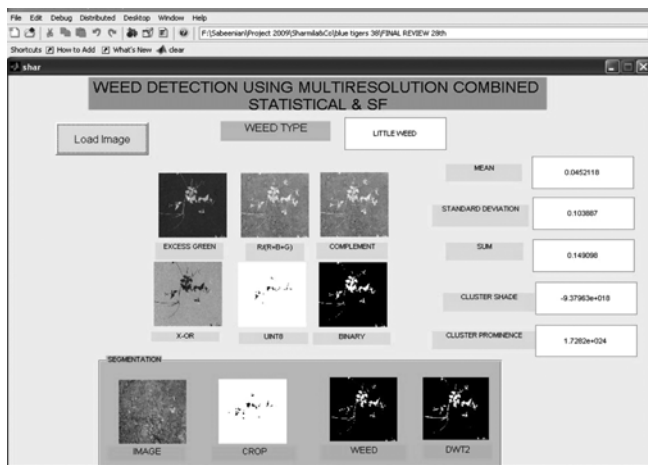 File Edit Debug Distributed Desktop Window Help
F:\Sabeenian\Project 2009\Sharmila&Co\blue tigers 36\FINAL REVIEW 28th
Shortcuts How to Add What's New clear
shar
WEED DETECTION USING MULTIRESOLUTION COMBINED
STATISTICAL & SF
Load Image
WEED TYPE
LITTLE WEED
MEAN
0.0452118
STANDARD DEVIATION
0.103887
SUM
0.149098
CLUSTER SHADE
-9.37963e+018
CLUSTER PROMINENCE
1.7282e+024
EXCESS GREEN
R/(R+B+G)
COMPLEMENT
X-OR
UINT8
BINARY
SEGMENTATION
IMAGE
CROP
WEED
DWT2